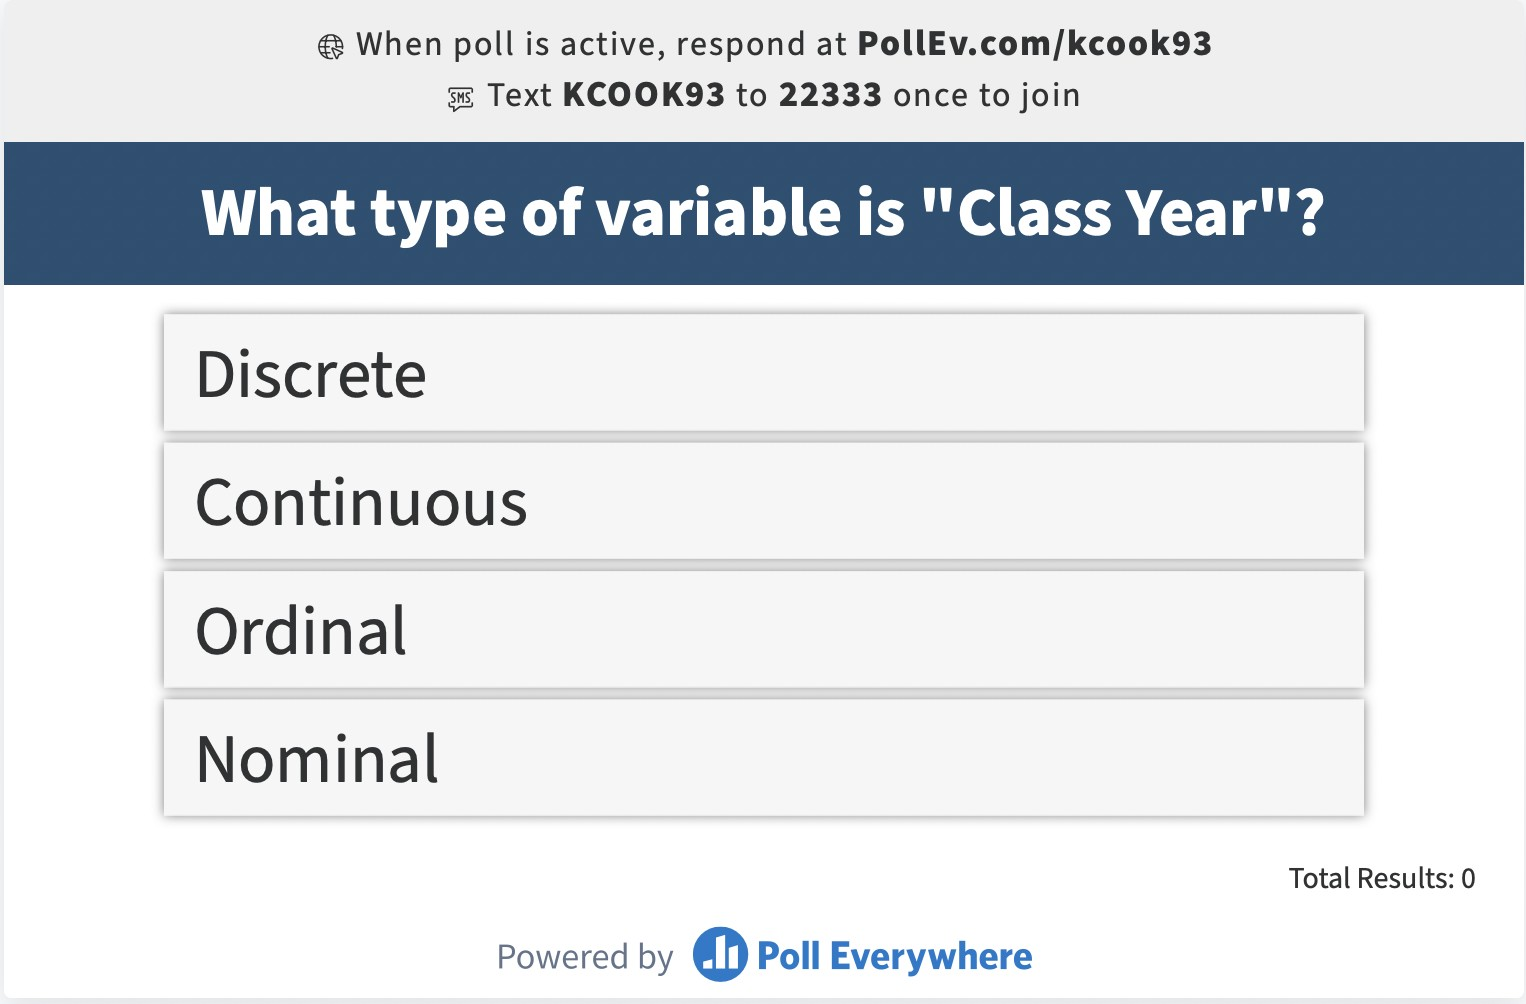 When poll is active, respond at PollEv.com/kcook93
SMS Text KCOOK93 to 22333 once to join
What type of variable is "Class Year"?
Discrete
Continuous
Ordinal
Nominal
Total Results: 0
Powered by Poll Everywhere